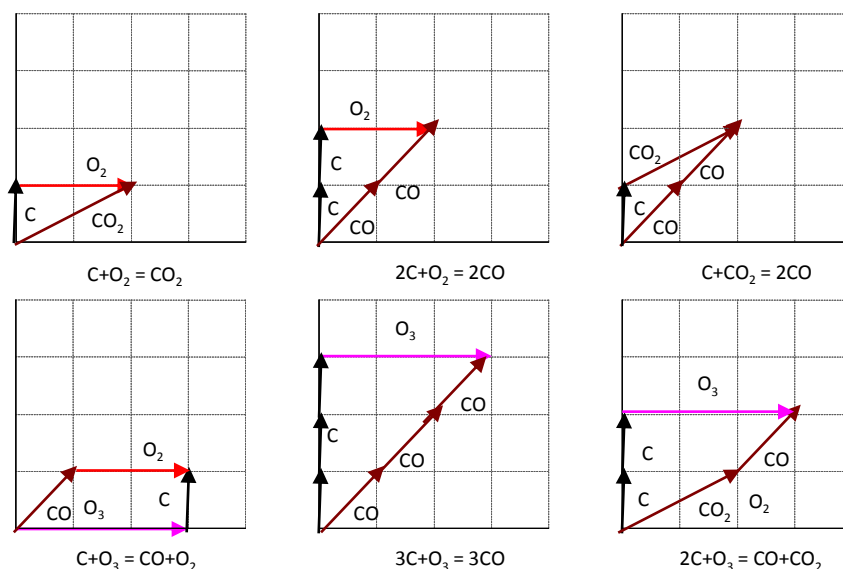 O₂
C
CO₂
C+O₂ = CO₂
O₂
C
C
CO
CO
2C+O₂ = 2CO
CO₂
C
CO
CO
C+CO₂ = 2CO
O₂
CO
O₃
C
C+O₃ = CO+O₂
O₃
CO
C
CO
C
CO
3C+O₃ = 3CO
O₃
C
CO
C
CO₂
O₂
2C+O₃ = CO+CO₂